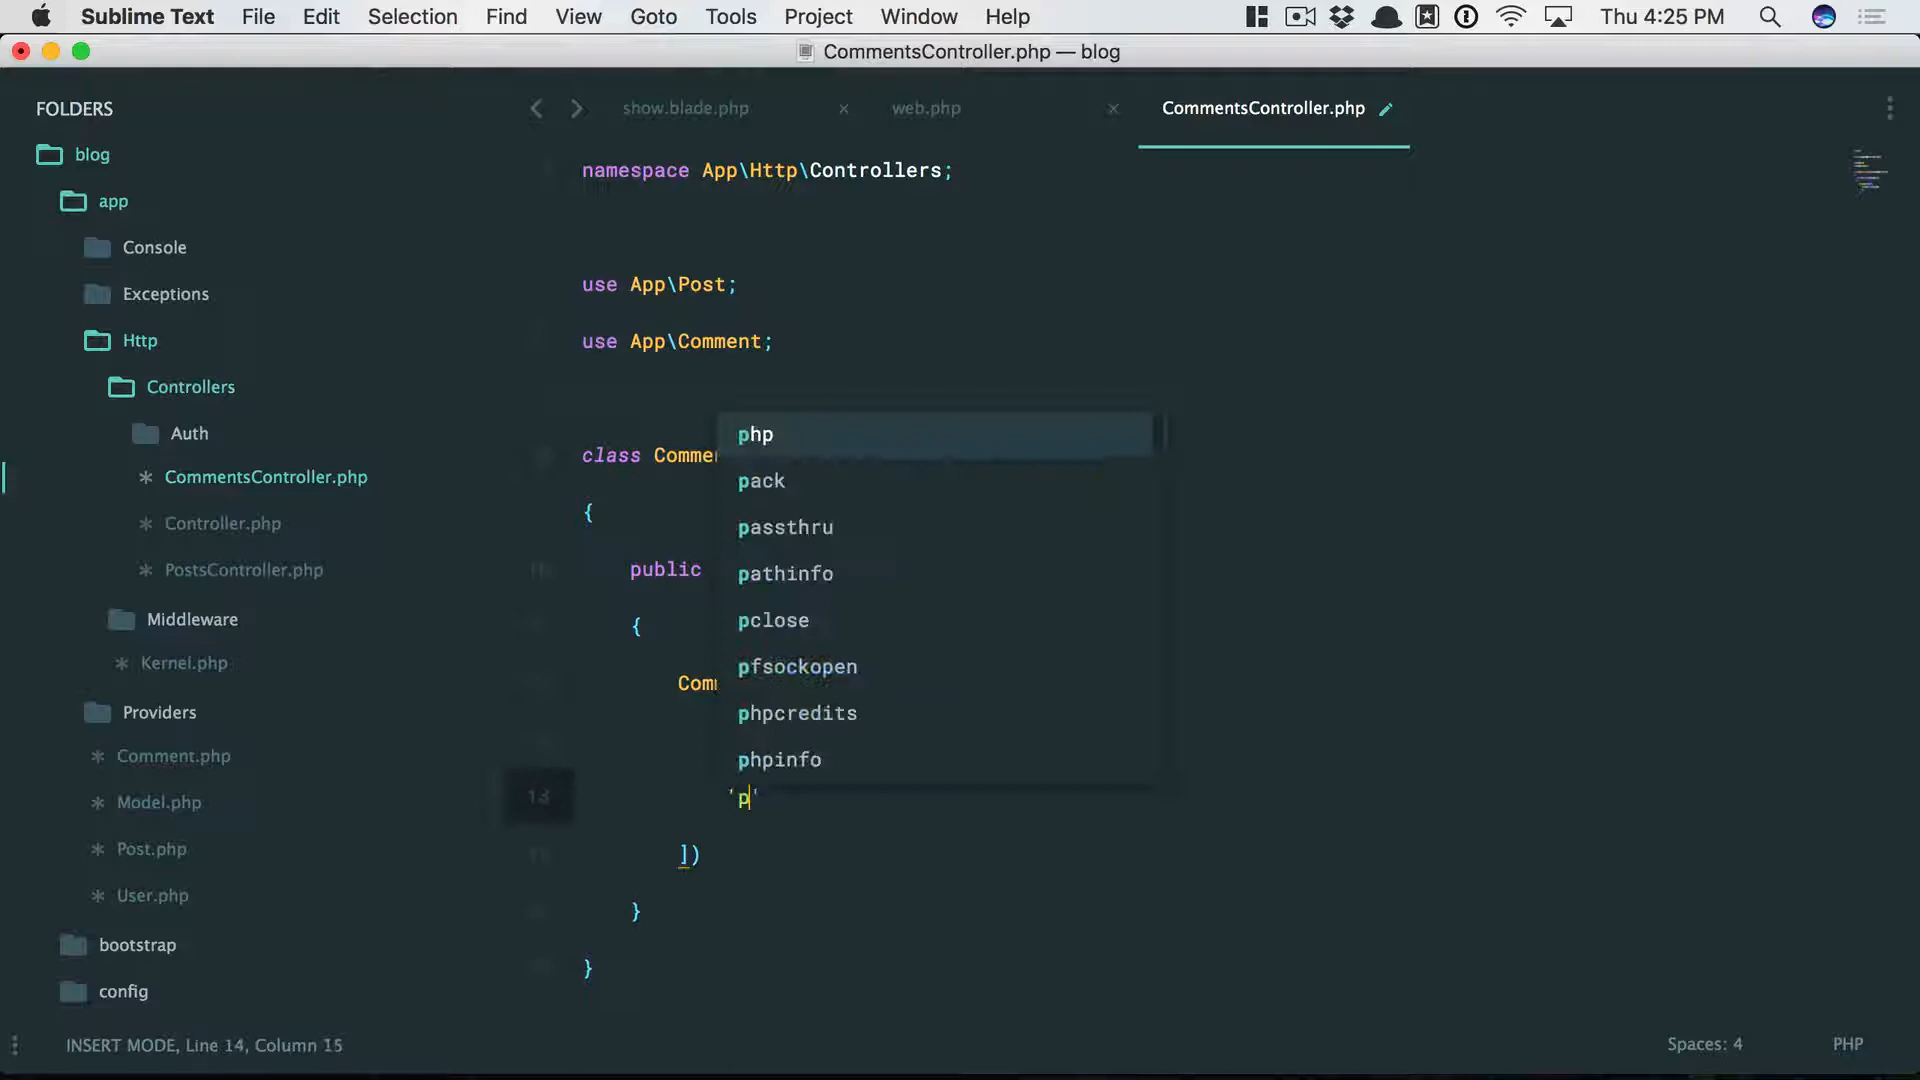 Sublime Text File Edit Selection Find View Goto Tools Project Window Help Thu 4:25 PM
CommentsController.php — blog
FOLDERS
show.blade.php × web.php × CommentsController.php
blog
app
Console
Exceptions
Http
Controllers
Auth
* CommentsController.php
* Controller.php
* PostsController.php
Middleware
* Kernel.php
Providers
* Comment.php
* Model.php
* Post.php
* User.php
bootstrap
config
namespace App\Http\Controllers;
use App\Post;
use App\Comment;
class Comme
{
public
{
Com
php
pack
passthru
pathinfo
pclose
pfsockopen
phpcredits
phpinfo
'p'
])
}
}
INSERT MODE, Line 14, Column 15
Spaces: 4 PHP